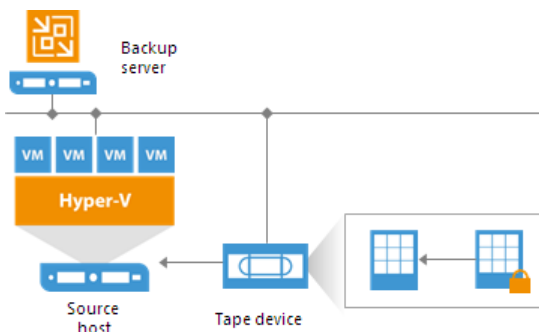 Backup
server
VM VM VM VM
Hyper-V
Source
host
Tape device